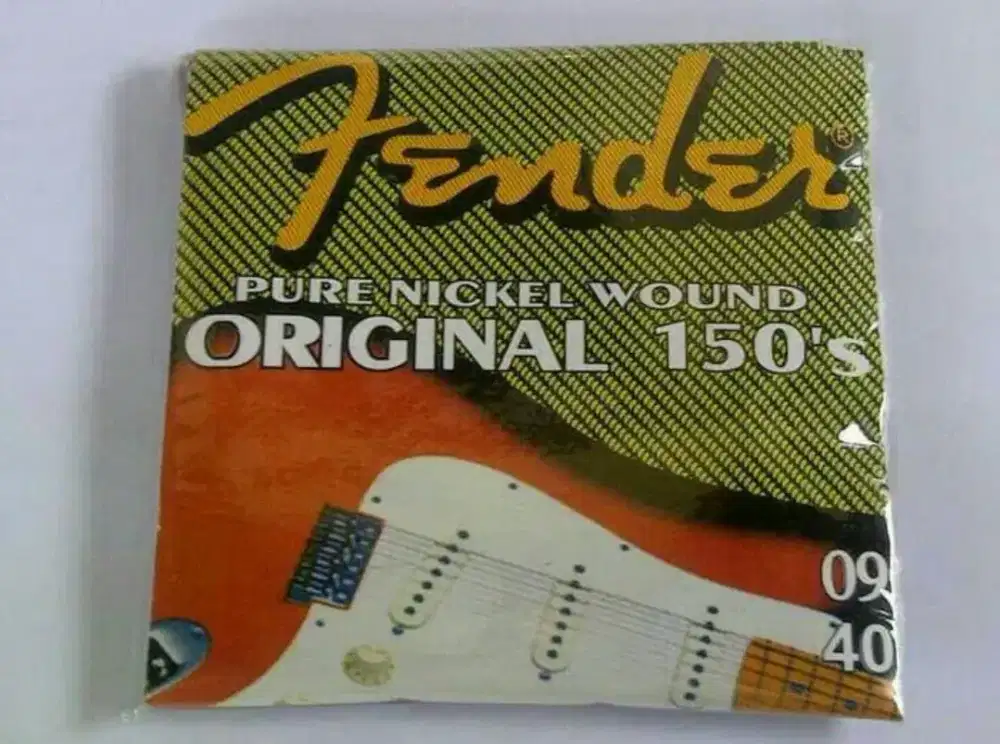 Fender®
PURE NICKEL WOUND
ORIGINAL 150's
09
40